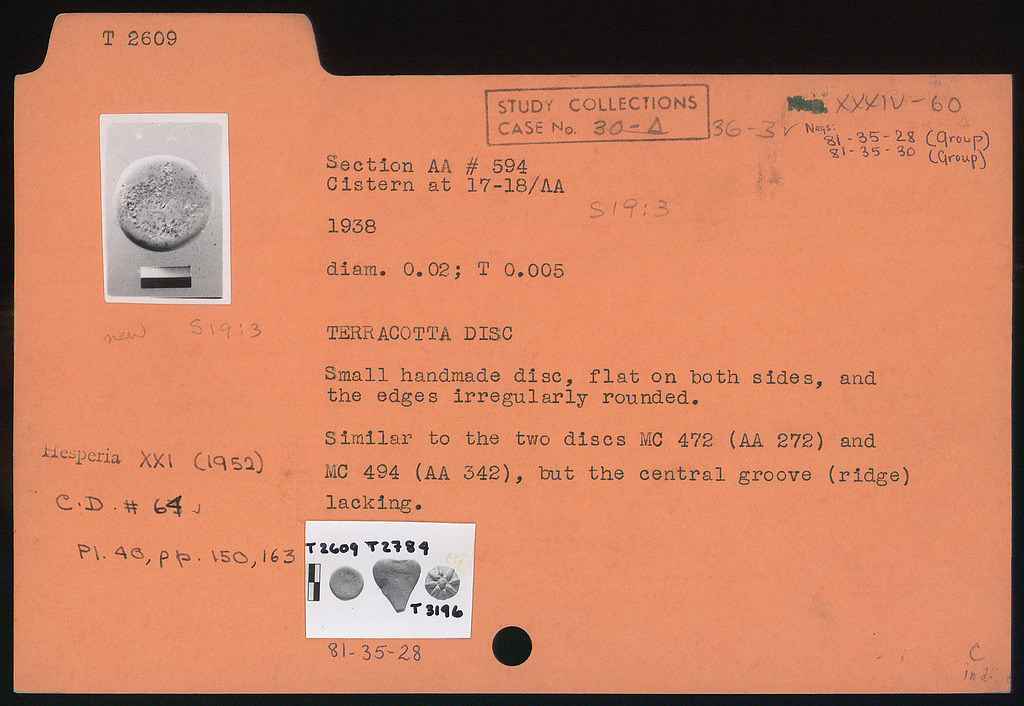 T 2609
STUDY COLLECTIONS
CASE No. 30-A
36-3 ✓
XXXIV-60
Negs:
81-35-28 (Group)
81-35-30 (Group)
Section AA # 594
Cistern at 17-18/AA
S19:3
1938
diam. 0.02; T 0.005
new S19:3
TERRACOTTA DISC
Small handmade disc, flat on both sides, and
the edges irregularly rounded.
Similar to the two discs MC 472 (AA 272) and
MC 494 (AA 342), but the central groove (ridge)
lacking.
Hesperia XXI (1952)
C.D. # 64 ✓
Pl. 40, pp. 150, 163
T2609 T2784
T3196
81-35-28
C
ind.